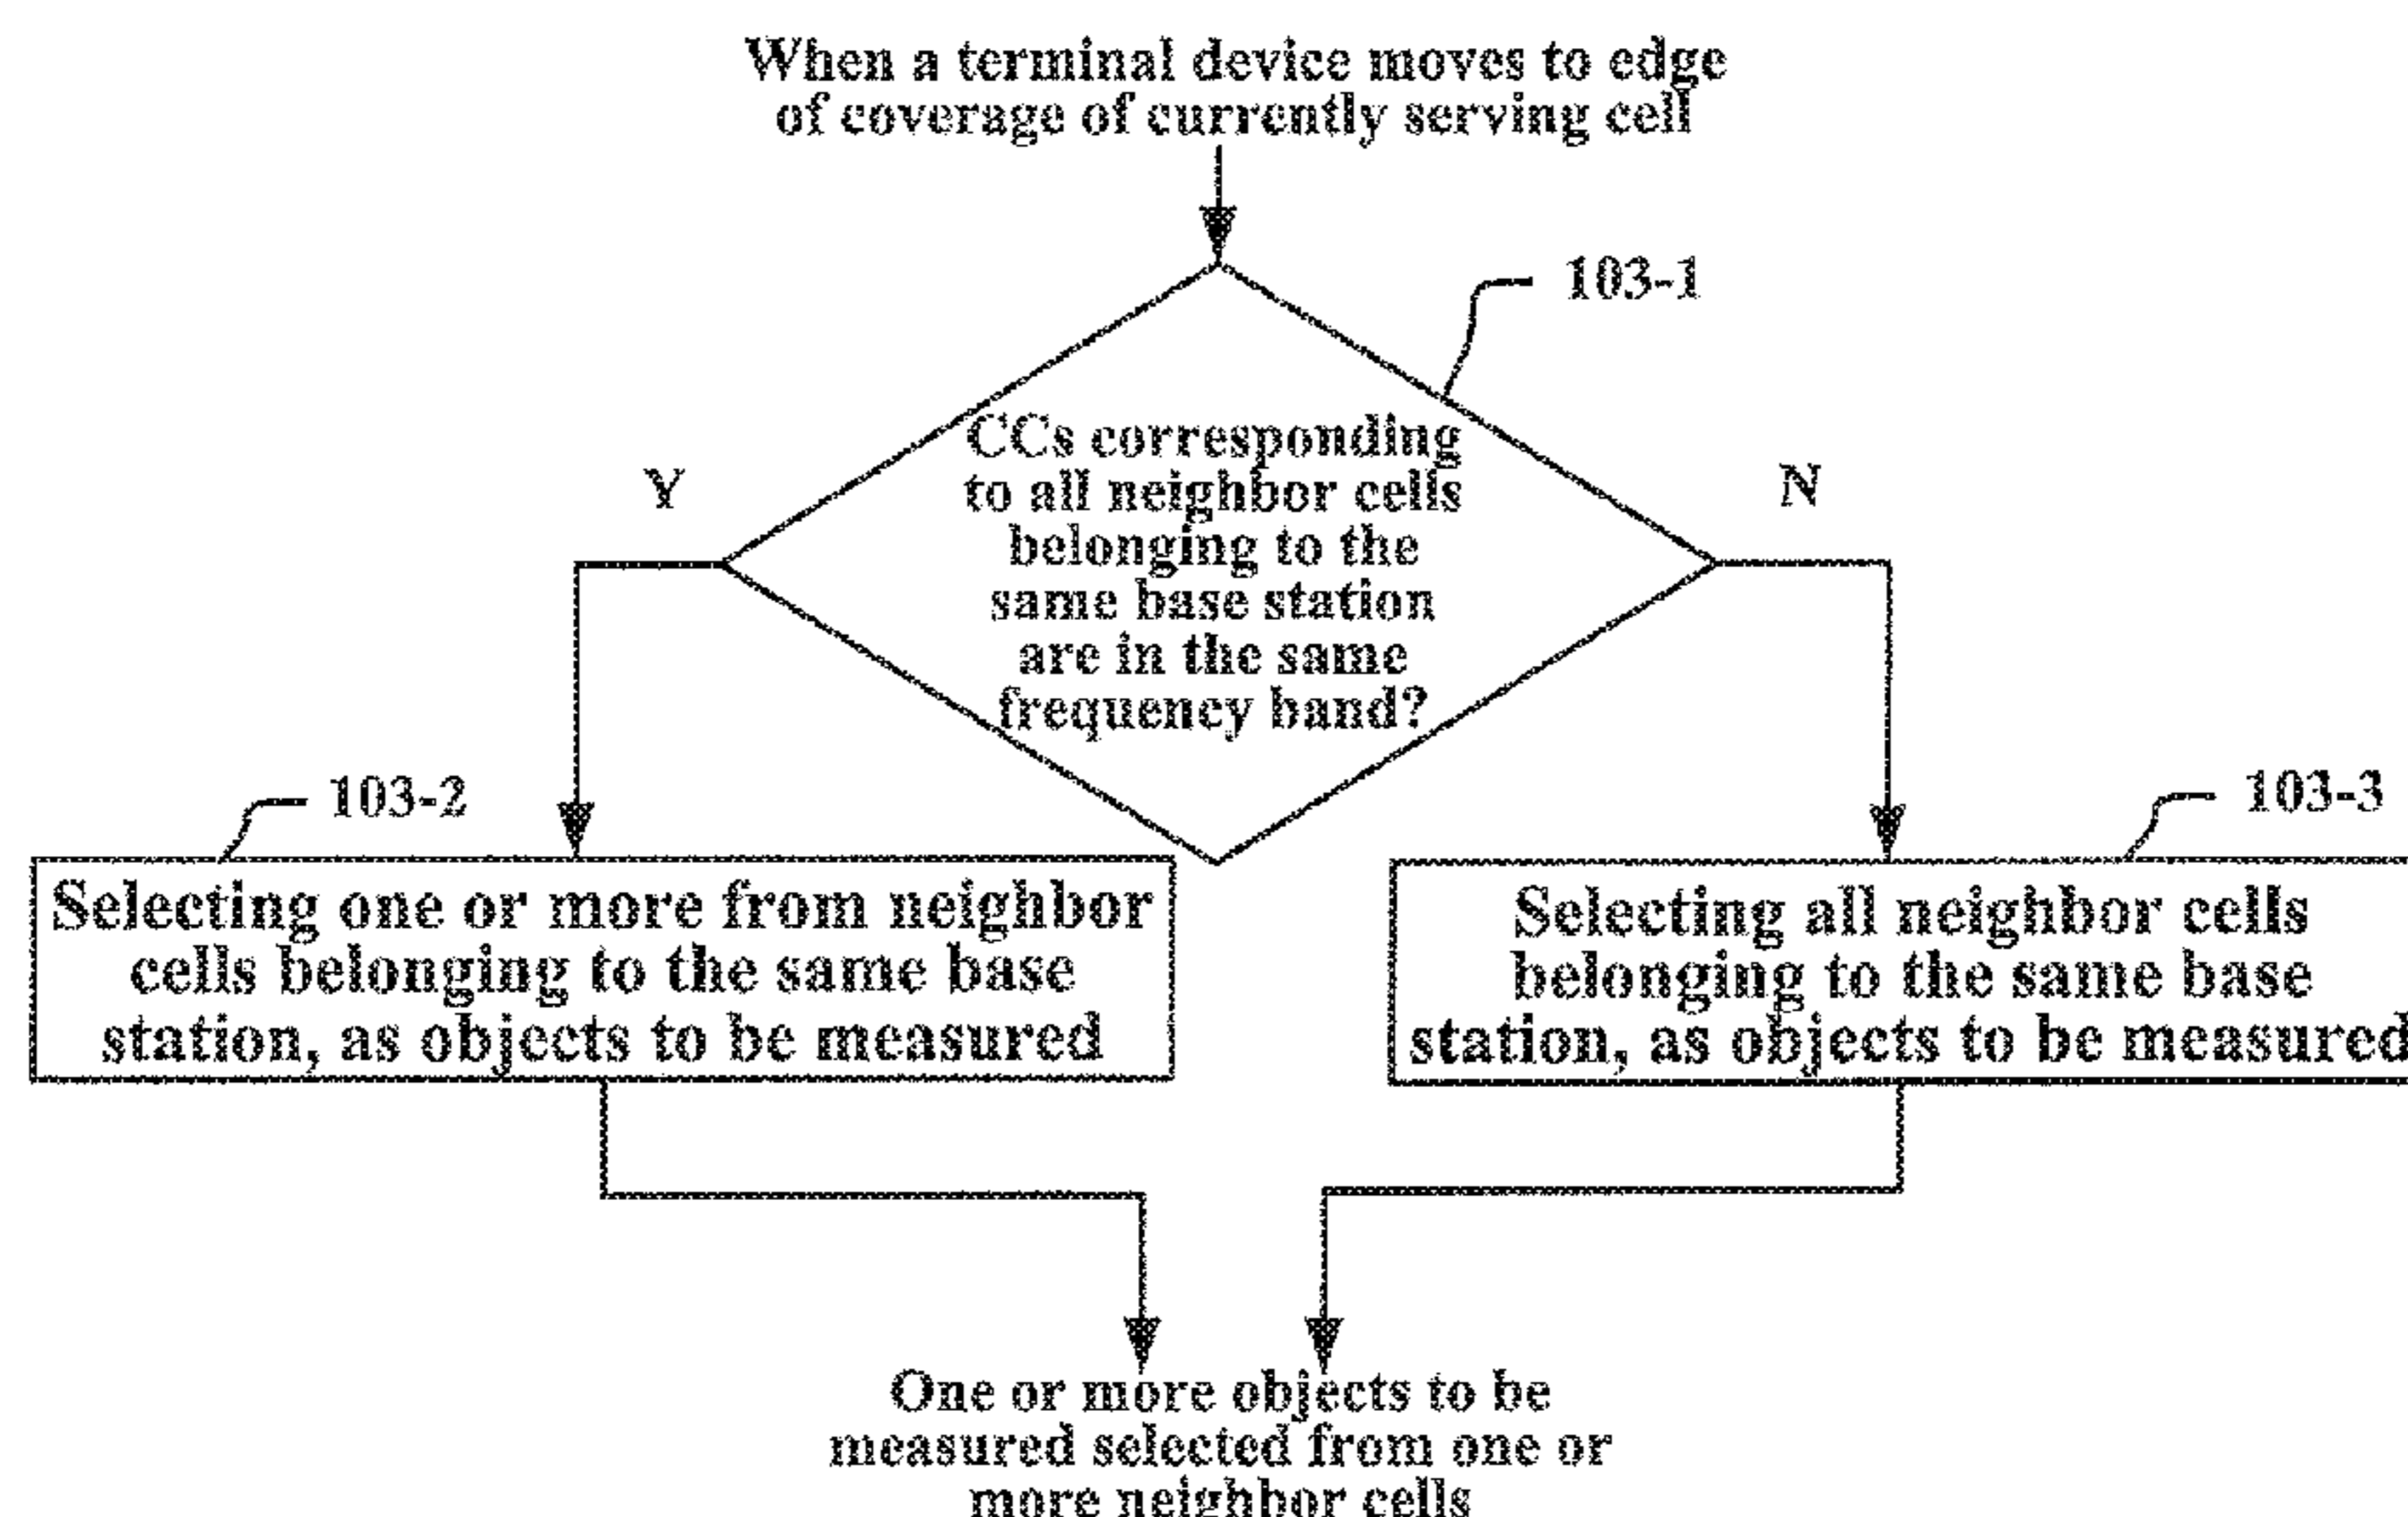 When a terminal device moves to edge
of coverage of currently serving cell
103-1
CCs corresponding
to all neighbor cells
belonging to the
same base station
are in the same
frequency band?
Y
N
103-2
103-3
Selecting one or more from neighbor
cells belonging to the same base
station, as objects to be measured
Selecting all neighbor cells
belonging to the same base
station, as objects to be measured
One or more objects to be
measured selected from one or
more neighbor cells